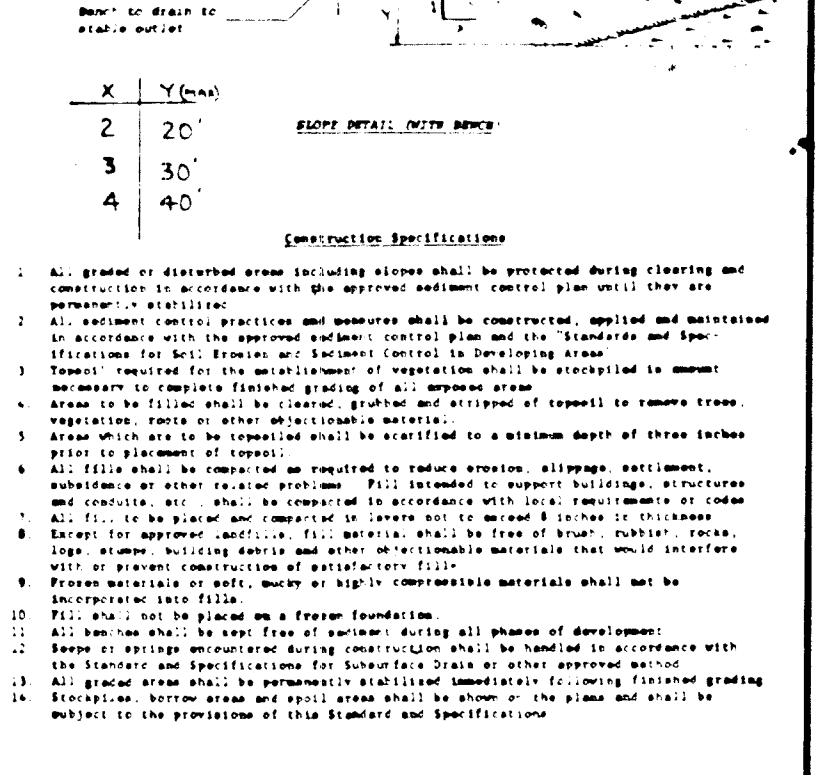 Bench to drain to
stable outlet
Y
X Y (MAX)
2 20'
3 30'
4 40'
SLOPE DETAIL (WITH BENCH)
Construction Specifications
1 All graded or disturbed areas including slopes shall be protected during clearing and
construction in accordance with the approved sediment control plan until they are
permanently stabilized
2 All sediment control practices and measures shall be constructed, applied and maintained
in accordance with the approved sediment control plan and the "Standards and Spec-
ifications for Soil Erosion and Sediment Control in Developing Areas"
3 Topsoil required for the establishment of vegetation shall be stockpiled in amount
necessary to complete finished grading of all exposed areas
4. Areas to be filled shall be cleared, grubbed and stripped of topsoil to remove trees,
vegetation, roots or other objectionable material.
5 Areas which are to be topsoiled shall be scarified to a minimum depth of three inches
prior to placement of topsoil.
6 All fills shall be compacted as required to reduce erosion, slippage, settlement,
subsidence or other related problems Fill intended to support buildings, structures
and conduits, etc., shall be compacted in accordance with local requirements or codes
7. All fill to be placed and compacted in layers not to exceed 8 inches in thickness
8. Except for approved landfills, fill material shall be free of brush, rubbish, rocks,
logs, stumps, building debris and other objectionable materials that would interfere
with or prevent construction of satisfactory fills
9. Frozen materials or soft, mucky or highly compressible materials shall not be
incorporated into fills.
10. Fill shall not be placed on a frozen foundation.
11 All benches shall be kept free of sediment during all phases of development
12 Seeps or springs encountered during construction shall be handled in accordance with
the Standard and Specifications for Subsurface Drain or other approved method
13. All graded areas shall be permanently stabilized immediately following finished grading
14. Stockpiles, borrow areas and spoil areas shall be shown on the plans and shall be
subject to the provisions of this Standard and Specifications